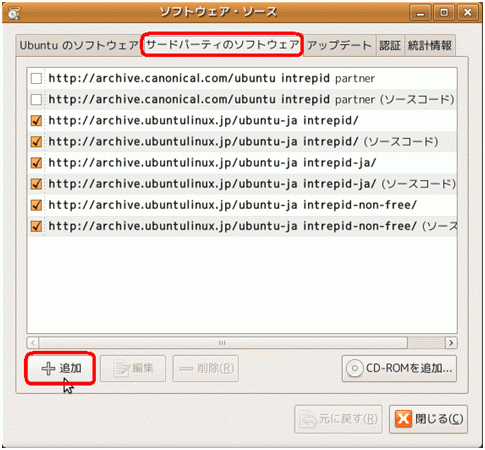 ソフトウェア・ソース
Ubuntu のソフトウェア サードパーティのソフトウェア アップデート 認証 統計情報
http://archive.canonical.com/ubuntu intrepid partner
http://archive.canonical.com/ubuntu intrepid partner (ソースコード)
http://archive.ubuntulinux.jp/ubuntu-ja intrepid/
http://archive.ubuntulinux.jp/ubuntu-ja intrepid/ (ソースコード)
http://archive.ubuntulinux.jp/ubuntu-ja intrepid-ja/
http://archive.ubuntulinux.jp/ubuntu-ja intrepid-ja/ (ソースコード)
http://archive.ubuntulinux.jp/ubuntu-ja intrepid-non-free/
http://archive.ubuntulinux.jp/ubuntu-ja intrepid-non-free/ (ソース
追加 編集 削除(R) CD-ROMを追加...
元に戻す(R) 閉じる(C)